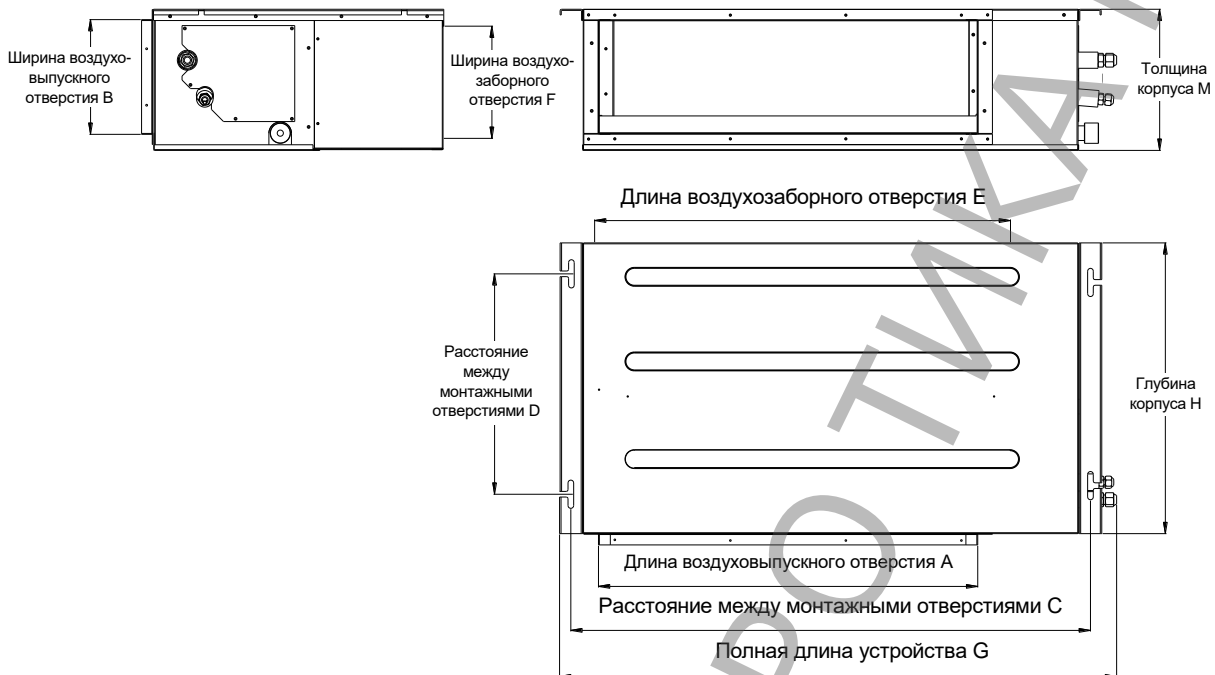 Ширина воздухо-
выпускного
отверстия B
Ширина воздухо-
заборного
отверстия F
Толщина
корпуса M
Длина воздухозаборного отверстия E
Расстояние
между
монтажными
отверстиями D
Глубина
корпуса H
Длина воздуховыпускного отверстия A
Расстояние между монтажными отверстиями C
Полная длина устройства G